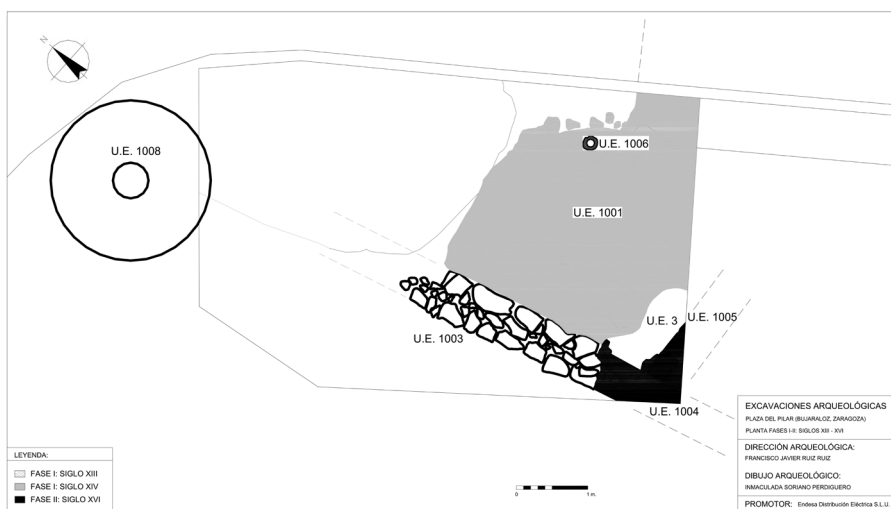 N
U.E. 1008
U.E. 1006
U.E. 1001
U.E. 3
U.E. 1005
U.E. 1003
U.E. 1004
LEYENDA:
FASE I: SIGLO XIII
FASE II: SIGLO XIV
FASE II: SIGLO XVI
0 1 m.
EXCAVACIONES ARQUEOLÓGICAS
PLAZA DEL PILAR (BUJARALOZ, ZARAGOZA)
PLANTA FASES I-II: SIGLOS XIII - XVI
DIRECCIÓN ARQUEOLÓGICA:
FRANCISCO JAVIER RUIZ RUIZ
DIBUJO ARQUEOLÓGICO:
INMACULADA SORIANO PERDIGUERO
PROMOTOR: Endesa Distribución Eléctrica S.L.U.